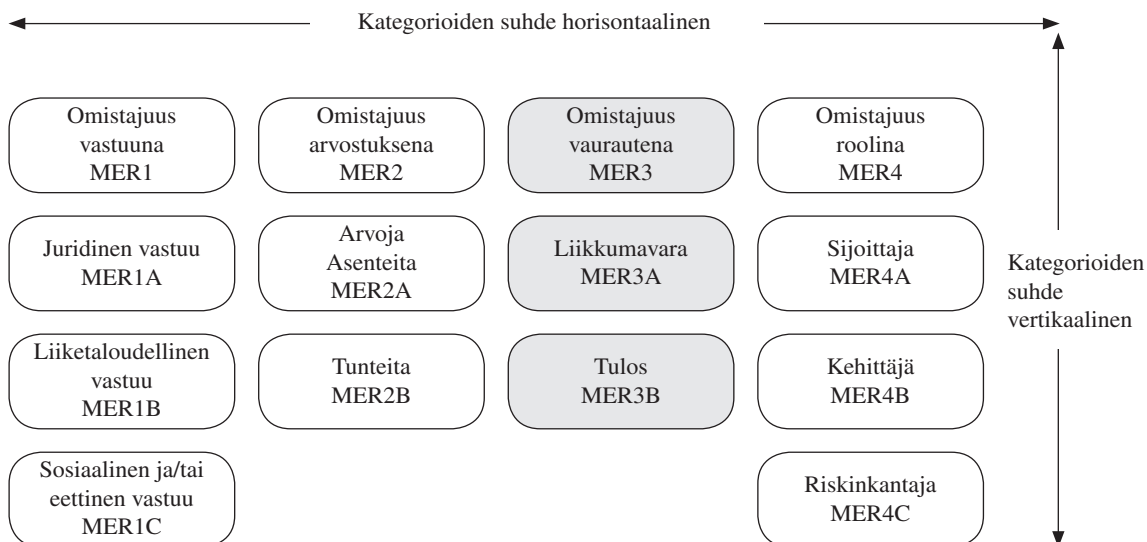 Kategorioiden suhde horisontaalinen
Omistajuus
vastuuna
MER1
Omistajuus
arvostuksena
MER2
Omistajuus
vaurautena
MER3
Omistajuus
roolina
MER4
Juridinen vastuu
MER1A
Arvoja
Asenteita
MER2A
Liikkumavara
MER3A
Sijoittaja
MER4A
Kategorioiden
suhde
vertikaalinen
Liiketaloudellinen
vastuu
MER1B
Tunteita
MER2B
Tulos
MER3B
Kehittäjä
MER4B
Sosiaalinen ja/tai
eettinen vastuu
MER1C
Riskinkantaja
MER4C